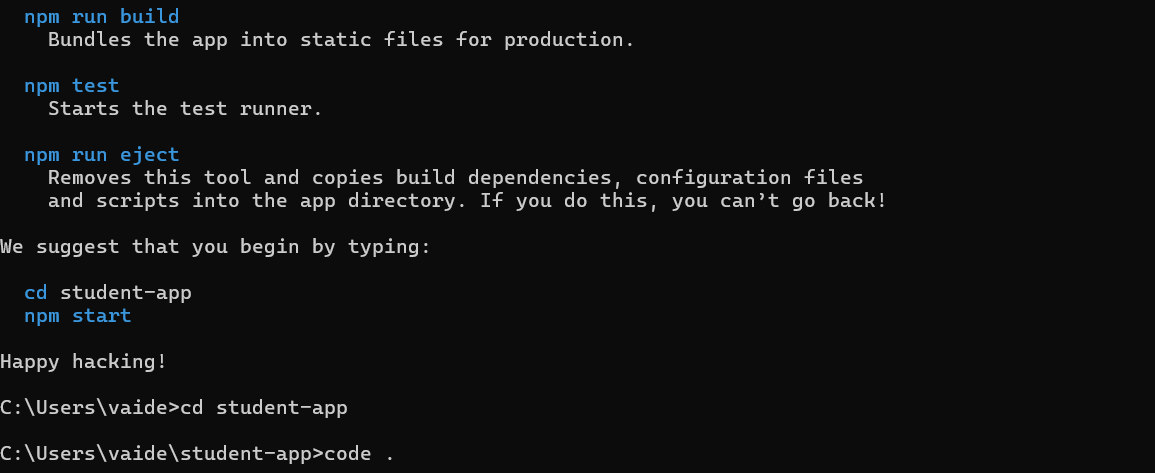 npm run build
Bundles the app into static files for production.
npm test
Starts the test runner.
npm run eject
Removes this tool and copies build dependencies, configuration files
and scripts into the app directory. If you do this, you can’t go back!
We suggest that you begin by typing:
cd student-app
npm start
Happy hacking!
C:\Users\vaide>cd student-app
C:\Users\vaide\student-app>code .